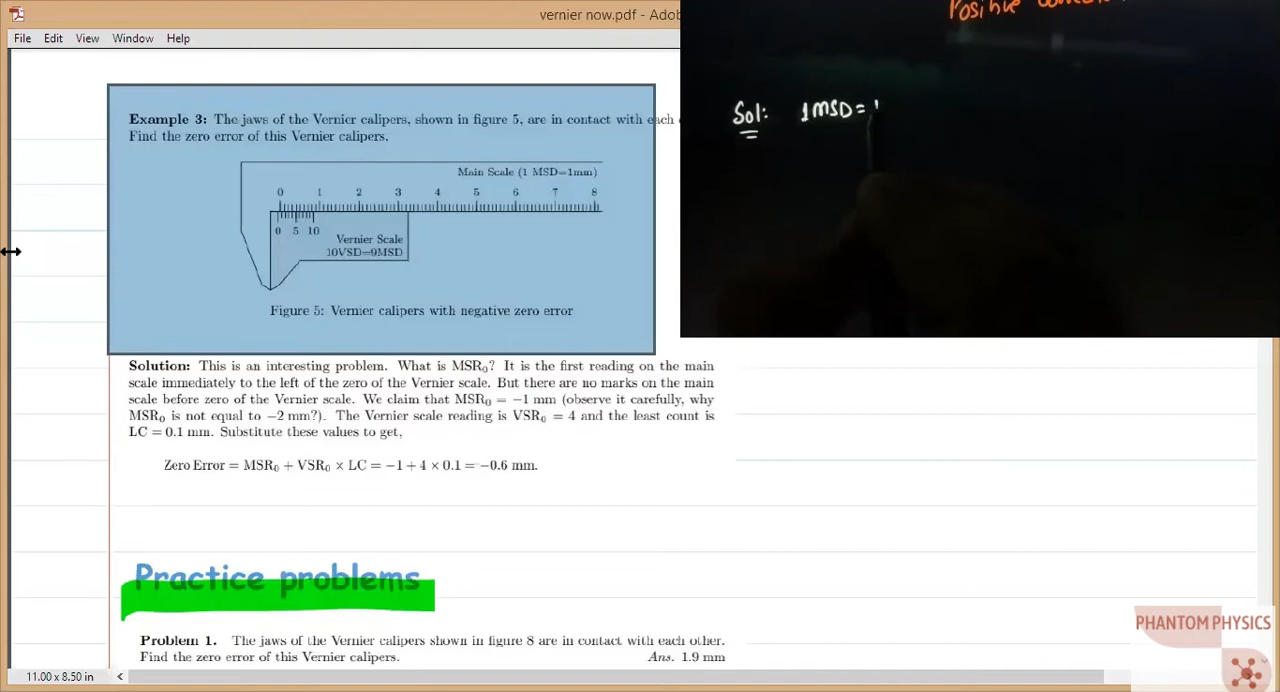 vernier now.pdf - Adob
File Edit View Window Help
Positive
Sol: 1MSD=
Example 3: The jaws of the Vernier calipers, shown in figure 5, are in contact with each
Find the zero error of this Vernier calipers.
Main Scale (1 MSD=1mm)
0 1 2 3 4 5 6 7 8
0 5 10
Vernier Scale
10VSD=9MSD
Figure 5: Vernier calipers with negative zero error
Solution: This is an interesting problem. What is MSR₀? It is the first reading on the main
scale immediately to the left of the zero of the Vernier scale. But there are no marks on the main
scale before zero of the Vernier scale. We claim that MSR₀ = −1 mm (observe it carefully, why
MSR₀ is not equal to −2 mm?). The Vernier scale reading is VSR₀ = 4 and the least count is
LC = 0.1 mm. Substitute these values to get,
Zero Error = MSR₀ + VSR₀ × LC = −1 + 4 × 0.1 = −0.6 mm.
Practice problems
Problem 1. The jaws of the Vernier calipers shown in figure 8 are in contact with each other.
Find the zero error of this Vernier calipers. Ans. 1.9 mm
PHANTOM PHYSICS
11.00 x 8.50 in